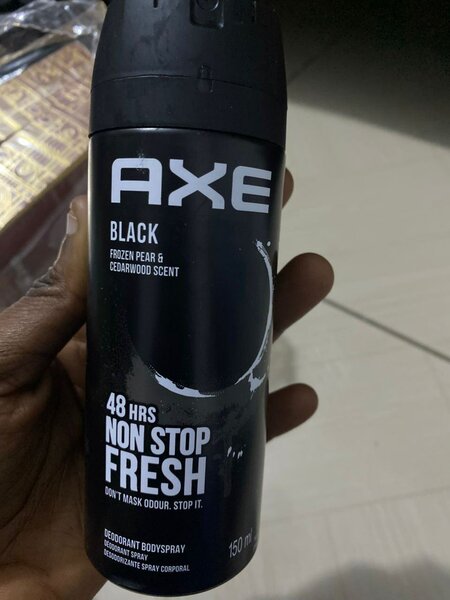 AXE
BLACK
FROZEN PEAR &
CEDARWOOD SCENT
48 HRS
NON STOP
FRESH
DON'T MASK ODOUR. STOP IT.
DEODORANT BODYSPRAY
DEODORANT SPRAY
DESODORIZANTE SPRAY CORPORAL
150 ml